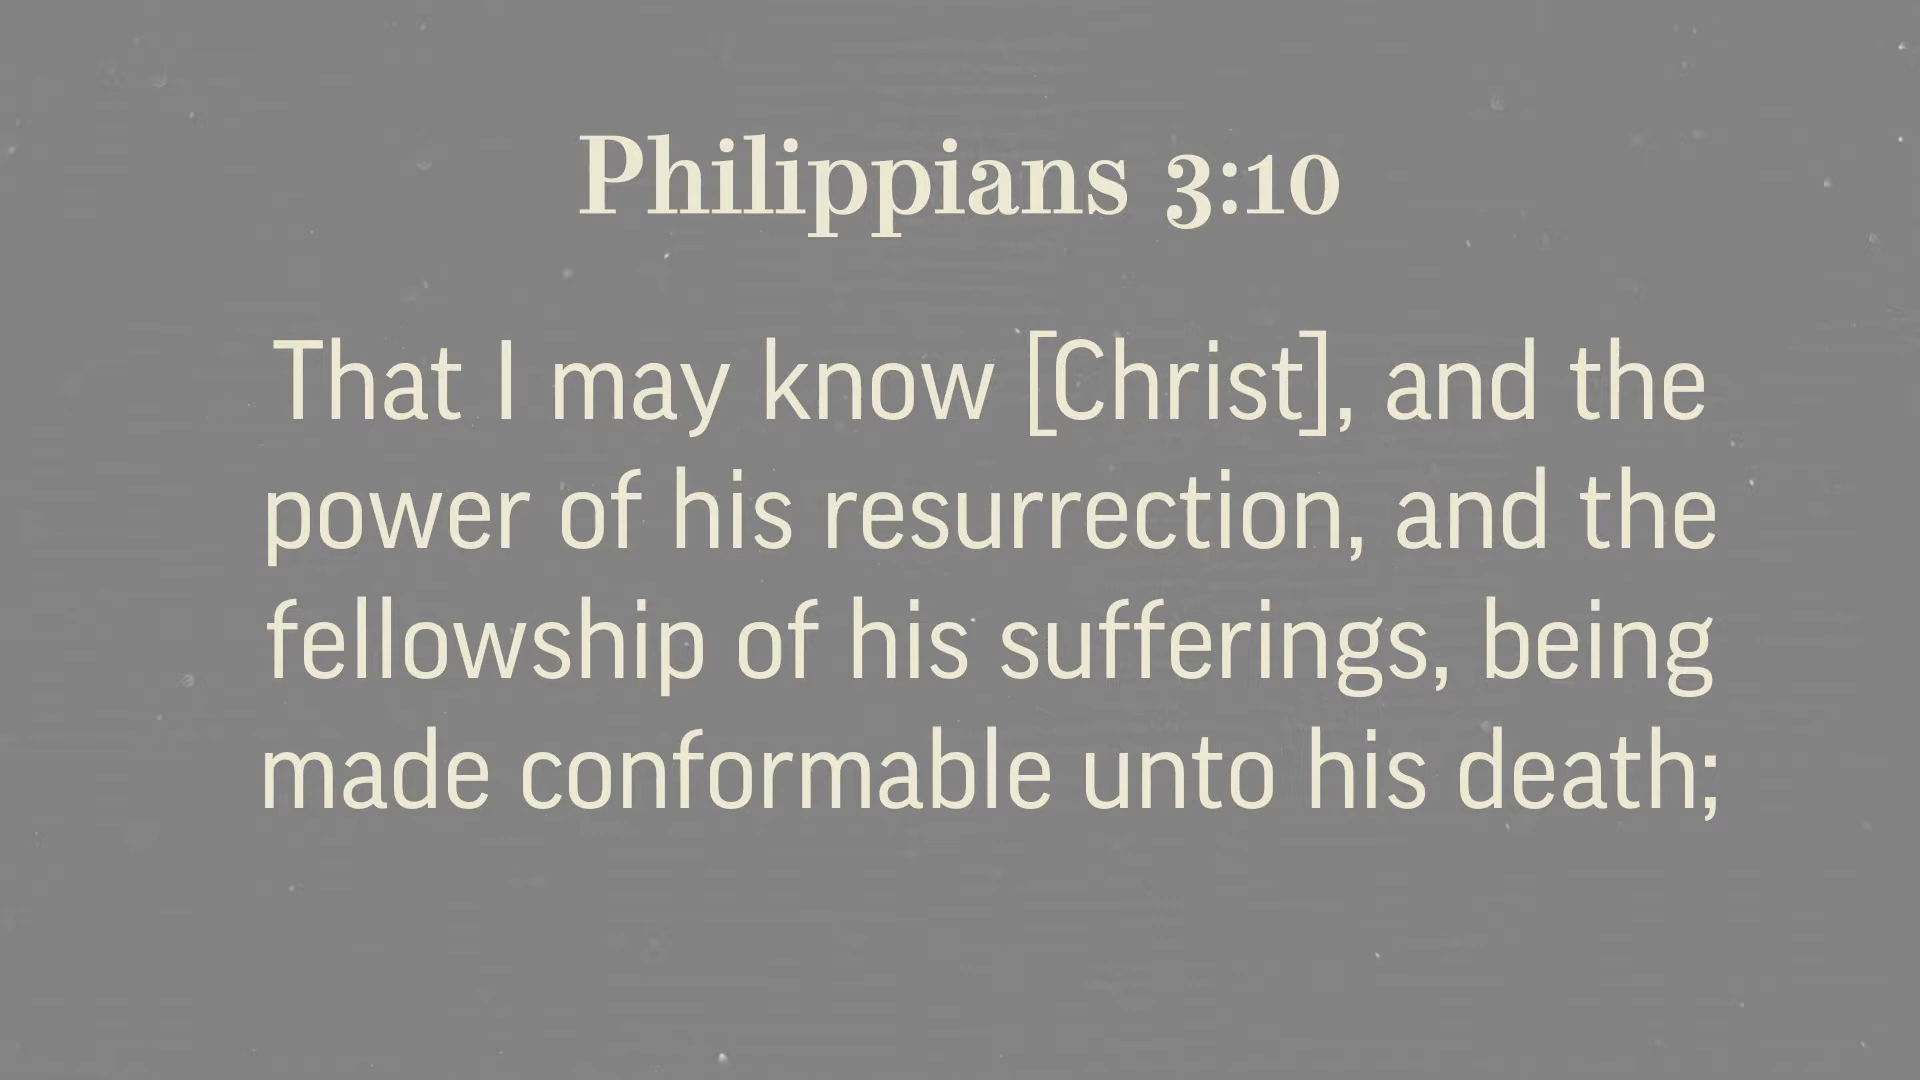 Philippians 3:10
That I may know [Christ], and the
power of his resurrection, and the
fellowship of his sufferings, being
made conformable unto his death;